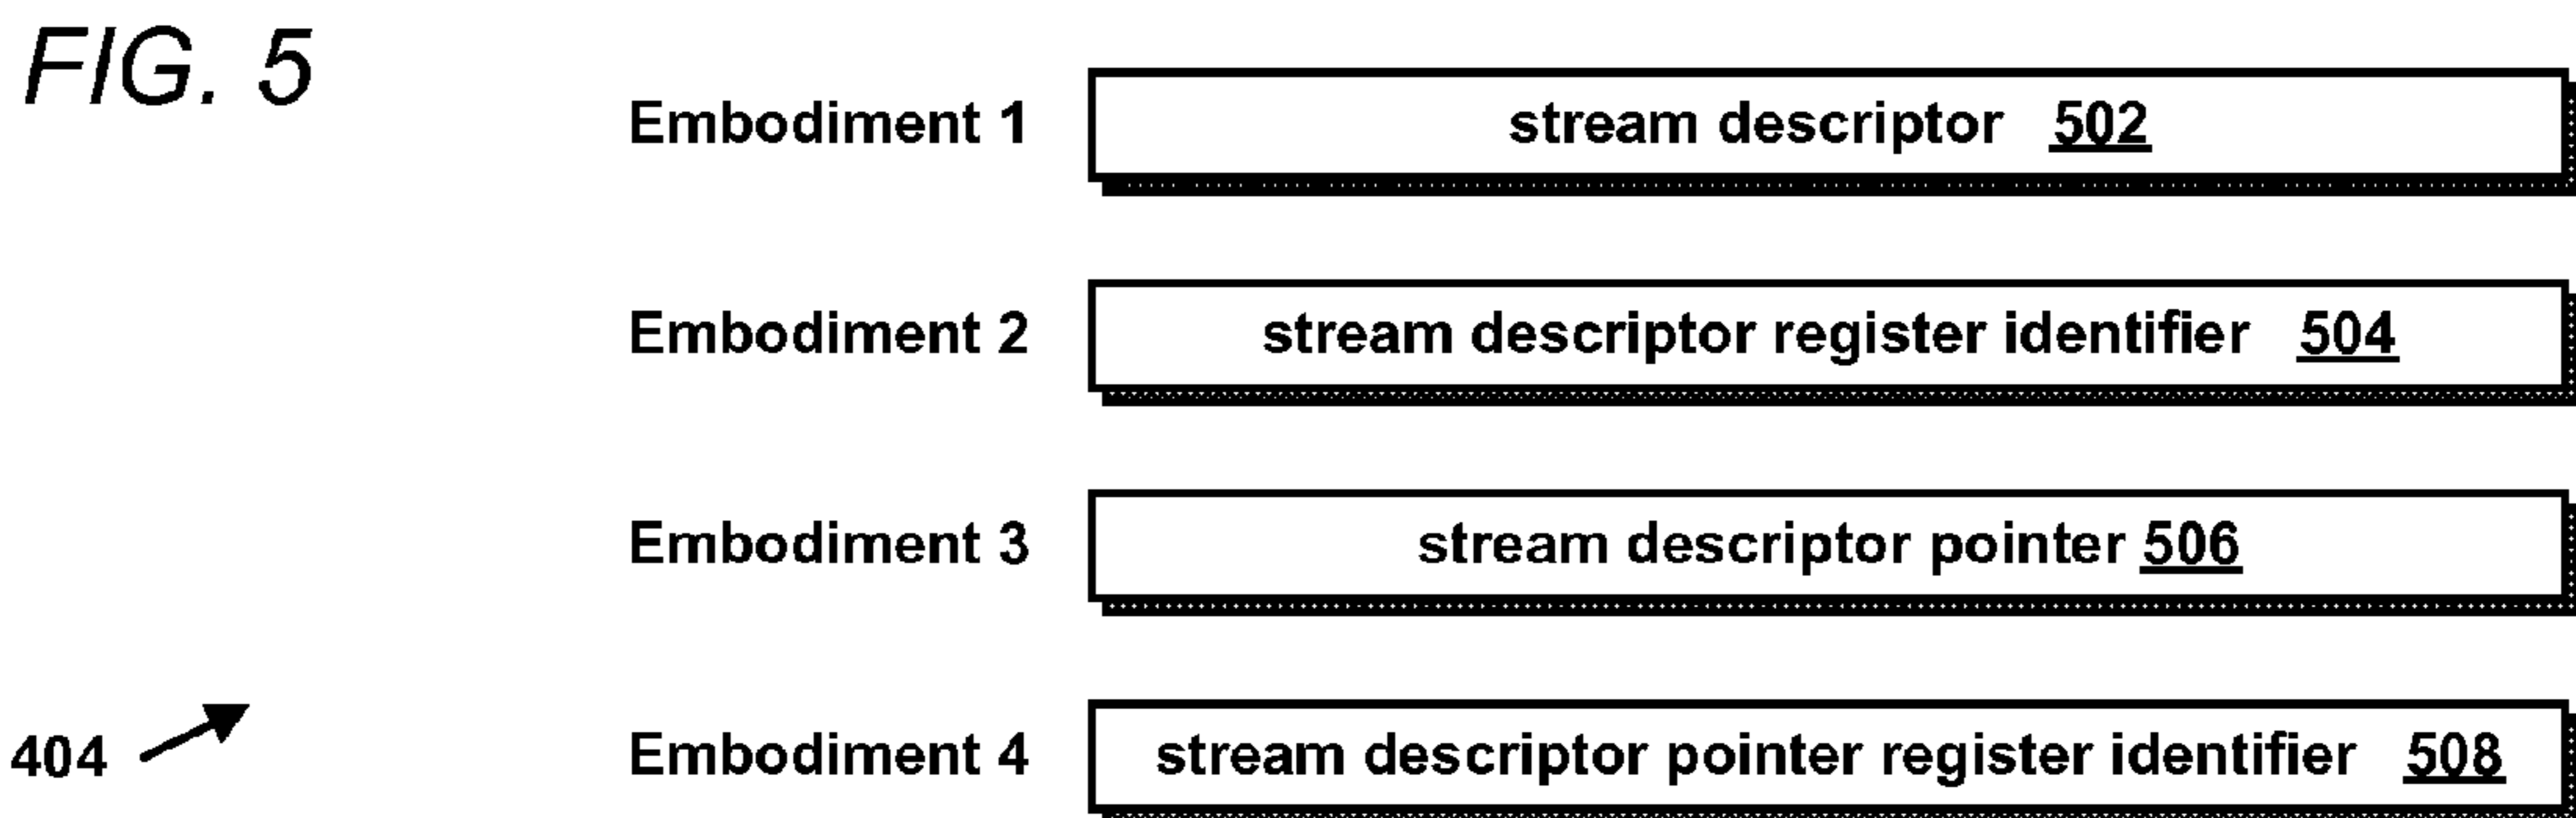 FIG. 5
Embodiment 1 stream descriptor 502
Embodiment 2 stream descriptor register identifier 504
Embodiment 3 stream descriptor pointer 506
404 Embodiment 4 stream descriptor pointer register identifier 508